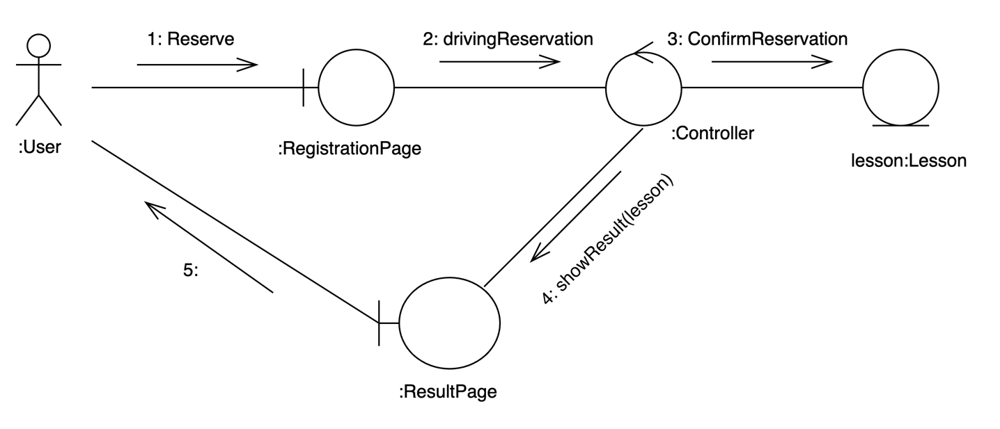 1: Reserve
2: drivingReservation
3: ConfirmReservation
:User
:RegistrationPage
:Controller
lesson:Lesson
4: showResult(lesson)
5:
:ResultPage